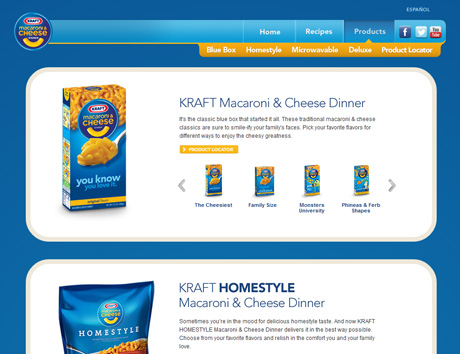 ESPAÑOL
KRAFT
macaroni &
CHEESE
DINNER
Home
Recipes
Products
Blue Box
Homestyle
Microwavable
Deluxe
Product Locator
KRAFT
macaroni &
CHEESE
you know
you love it.
original flavor
KRAFT Macaroni & Cheese Dinner
It's the classic blue box that started it all. These traditional macaroni & cheese
classics are sure to smile-ify your family's faces. Pick your favorite flavors for
different ways to enjoy the cheesy greatness.
PRODUCT LOCATOR
The Cheesiest
Family Size
Monsters
University
Phineas & Ferb
Shapes
KRAFT
macaroni &
CHEESE
HOMESTYLE
KRAFT HOMESTYLE
Macaroni & Cheese Dinner
Sometimes you're in the mood for delicious homestyle taste. And now KRAFT
HOMESTYLE Macaroni & Cheese Dinner delivers it in the best way possible.
Choose from your favorite flavors and relish in the comfort you and your family
love.